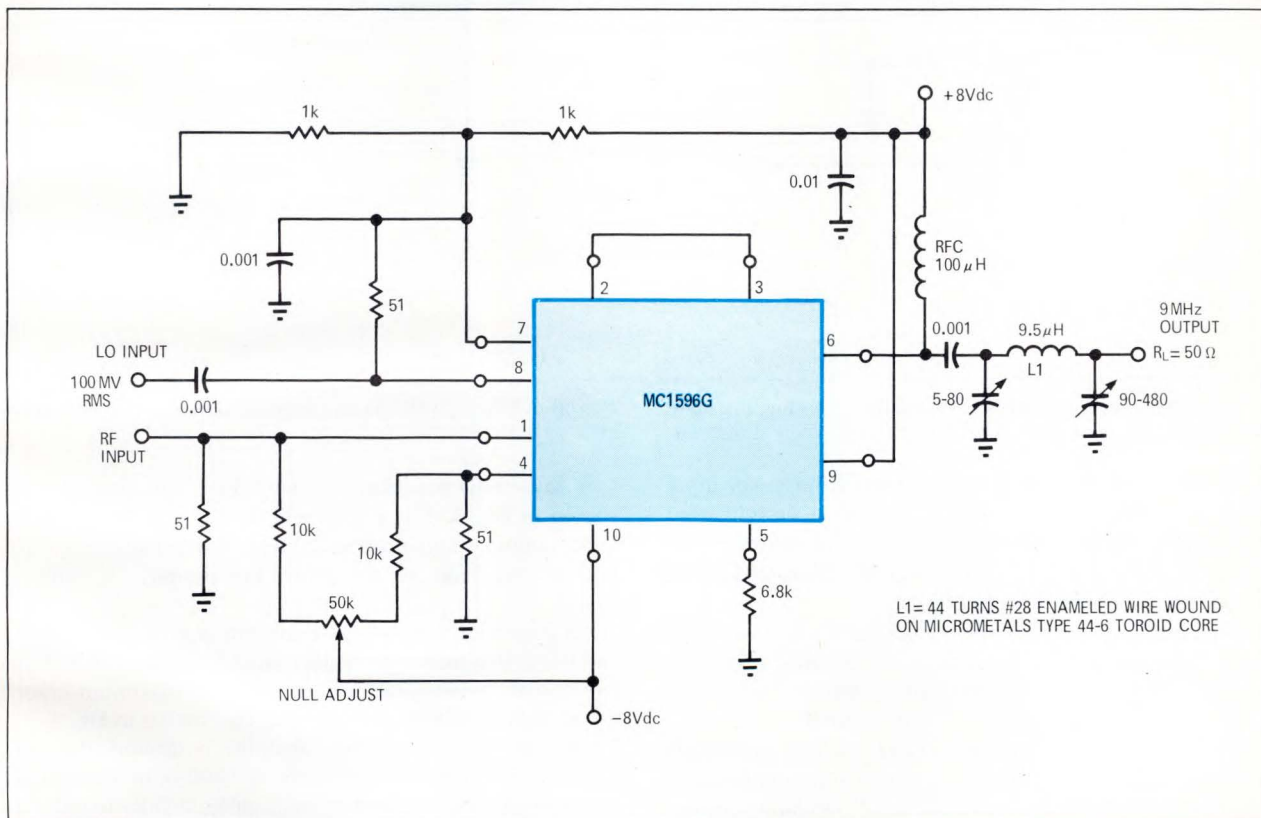 +8Vdc
1k
1k
0.01
0.001
51
RFC
100 μH
2
3
7
6
0.001
9.5μH
L1
9MHz
OUTPUT
RL = 50 Ω
LO INPUT
100 MV
RMS
0.001
8
MC1596G
5-80
90-480
RF
INPUT
1
4
9
51
10k
10k
51
10
5
50k
6.8k
NULL ADJUST
-8Vdc
L1= 44 TURNS #28 ENAMELED WIRE WOUND
ON MICROMETALS TYPE 44-6 TOROID CORE